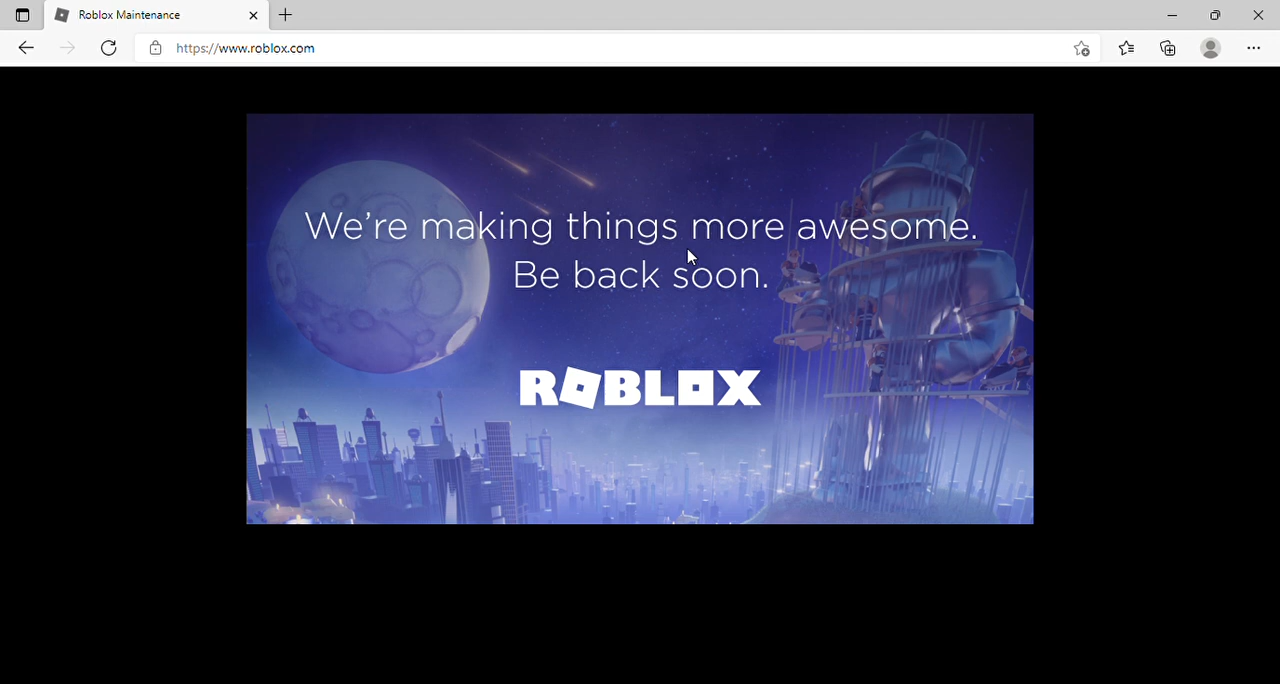 Roblox Maintenance
https://www.roblox.com
We're making things more awesome.
Be back soon.
ROBLOX